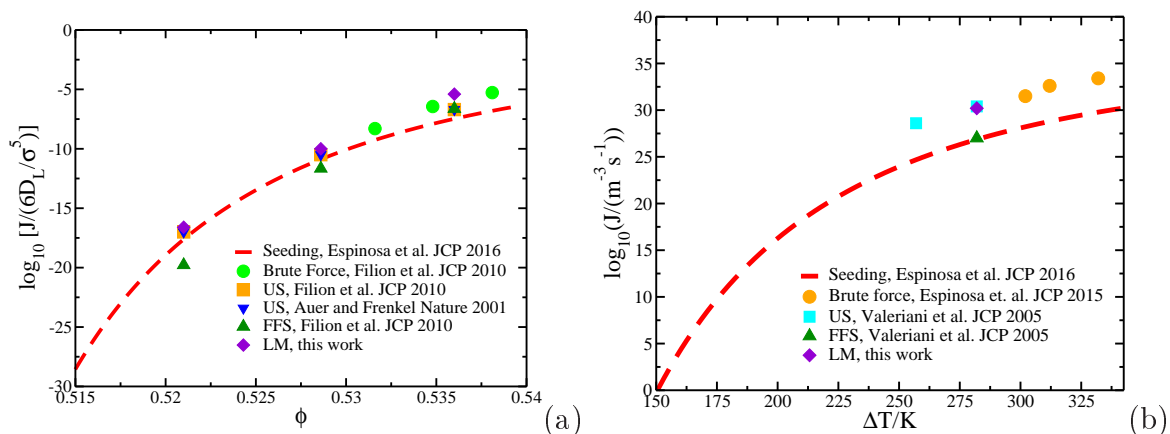 0
-5
-10
-15
-20
-25
-30
0.515
0.52
0.525
0.53
0.535
0.54
ϕ
log10 [J/(6D_L/σ^5)]
Seeding, Espinosa et al. JCP 2016
Brute Force, Filion et al. JCP 2010
US, Filion et al. JCP 2010
US, Auer and Frenkel Nature 2001
FFS, Filion et al. JCP 2010
LM, this work
(a)
40
35
30
25
20
15
10
5
0
150
175
200
225
250
275
300
325
ΔT/K
log10(J/(m^-3 s^-1))
Seeding, Espinosa et al. JCP 2016
Brute force, Espinosa et. al. JCP 2015
US, Valeriani et al. JCP 2005
FFS, Valeriani et al. JCP 2005
LM, this work
(b)